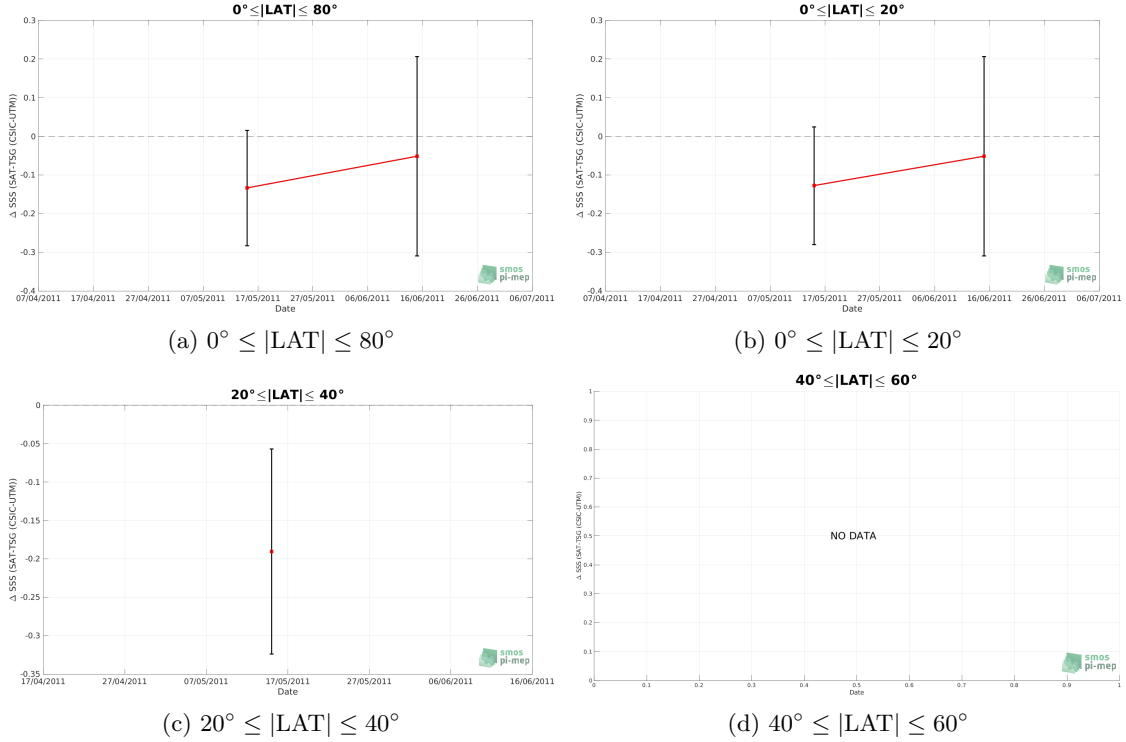 0°≤|LAT|≤ 80°
Δ SSS (SAT-TSG (CSIC-UTM))
0.3
0.2
0.1
0
-0.1
-0.2
-0.3
-0.4
07/04/2011 17/04/2011 27/04/2011 07/05/2011 17/05/2011 27/05/2011 06/06/2011 16/06/2011 26/06/2011 06/07/2011
Date
smos
pi-mep
(a) 0° ≤ |LAT| ≤ 80°
0°≤|LAT|≤ 20°
Δ SSS (SAT-TSG (CSIC-UTM))
0.3
0.2
0.1
0
-0.1
-0.2
-0.3
-0.4
07/04/2011 17/04/2011 27/04/2011 07/05/2011 17/05/2011 27/05/2011 06/06/2011 16/06/2011 26/06/2011 06/07/2011
Date
smos
pi-mep
(b) 0° ≤ |LAT| ≤ 20°
20°≤|LAT|≤ 40°
Δ SSS (SAT-TSG (CSIC-UTM))
0
-0.05
-0.1
-0.15
-0.2
-0.25
-0.3
-0.35
17/04/2011 27/04/2011 07/05/2011 17/05/2011 27/05/2011 06/06/2011 16/06/2011
Date
smos
pi-mep
(c) 20° ≤ |LAT| ≤ 40°
40°≤|LAT|≤ 60°
Δ SSS (SAT-TSG (CSIC-UTM))
1
0.9
0.8
0.7
0.6
0.5
0.4
0.3
0.2
0.1
0
NO DATA
0 0.1 0.2 0.3 0.4 0.5 0.6 0.7 0.8 0.9 1
Date
smos
pi-mep
(d) 40° ≤ |LAT| ≤ 60°